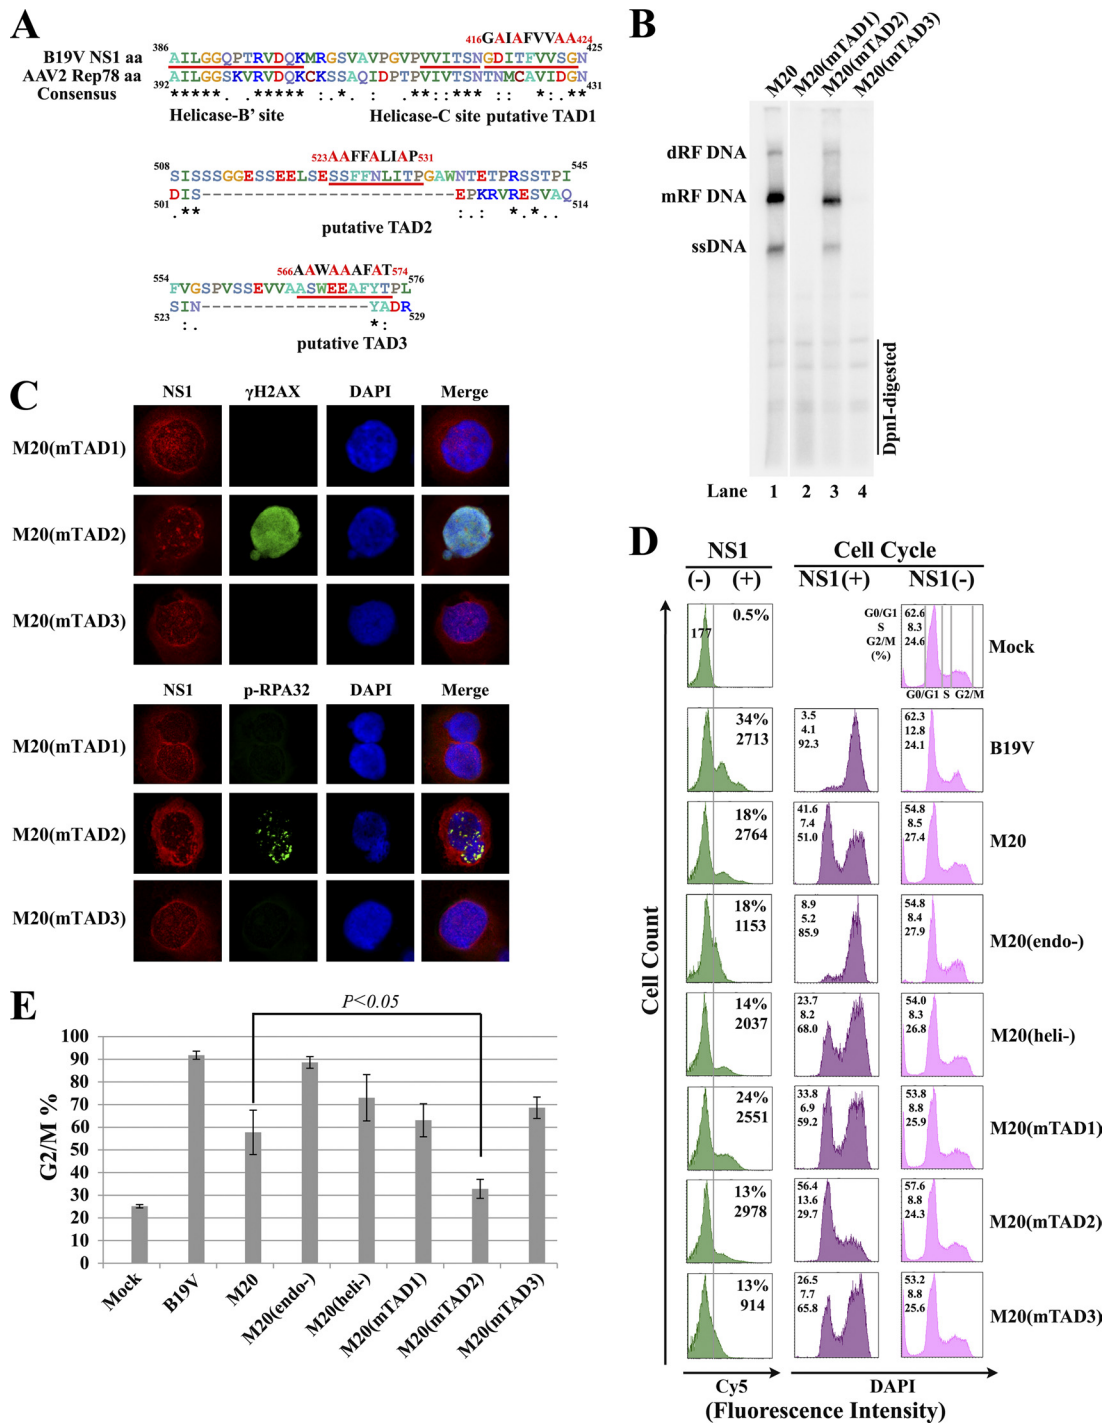 A
416GAIAFVVAA424
386 425
B19V NS1 aa AILGGQPTRVDQKMRGSVAVPGVPVVITSNGDITFVVSGN
AAV2 Rep78 aa AILGGSKVRVDQKCKSSAQIDPTPVIVTSNTNMCAVIDGN
392 431
Consensus
Helicase-B' site Helicase-C site putative TAD1
523AAFFALIAP531
508 545
SISSSGGESSEELSESSFFNLITPGAWNTETPRSSTPI
DIS------------------------EPKRVRESVAQ
501 514
putative TAD2
566AAWAAAFAT574
554 576
FVGSPVSSEVVAASWEEAFYTPL
SIN----------------YADR
523 529
putative TAD3
B
M20
M20(mTAD1)
M20(mTAD2)
M20(mTAD3)
dRF DNA
mRF DNA
ssDNA
DpnI-digested
Lane 1 2 3 4
C
NS1 γH2AX DAPI Merge
M20(mTAD1)
M20(mTAD2)
M20(mTAD3)
NS1 p-RPA32 DAPI Merge
M20(mTAD1)
M20(mTAD2)
M20(mTAD3)
D
NS1 Cell Cycle
(-) (+) NS1(+) NS1(-)
0.5%
177
G0/G1 62.6
S 8.3
G2/M 24.6
(%)
G0/G1 S G2/M
Mock
34%
2713
3.5
4.1
92.3
62.3
12.8
24.1
B19V
18%
2764
41.6
7.4
51.0
54.8
8.5
27.4
M20
18%
1153
8.9
5.2
85.9
54.8
8.4
27.9
M20(endo-)
14%
2037
23.7
8.2
68.0
54.0
8.3
26.8
M20(heli-)
24%
2551
33.8
6.9
59.2
53.8
8.8
25.9
M20(mTAD1)
13%
2978
56.4
13.6
29.7
57.6
8.8
24.3
M20(mTAD2)
13%
914
26.5
7.7
65.8
53.2
8.8
25.6
M20(mTAD3)
Cell Count
Cy5 DAPI
(Fluorescence Intensity)
E
P<0.05
G2/M %
100
90
80
70
60
50
40
30
20
10
0
Mock
B19V
M20
M20(endo-)
M20(heli-)
M20(mTAD1)
M20(mTAD2)
M20(mTAD3)